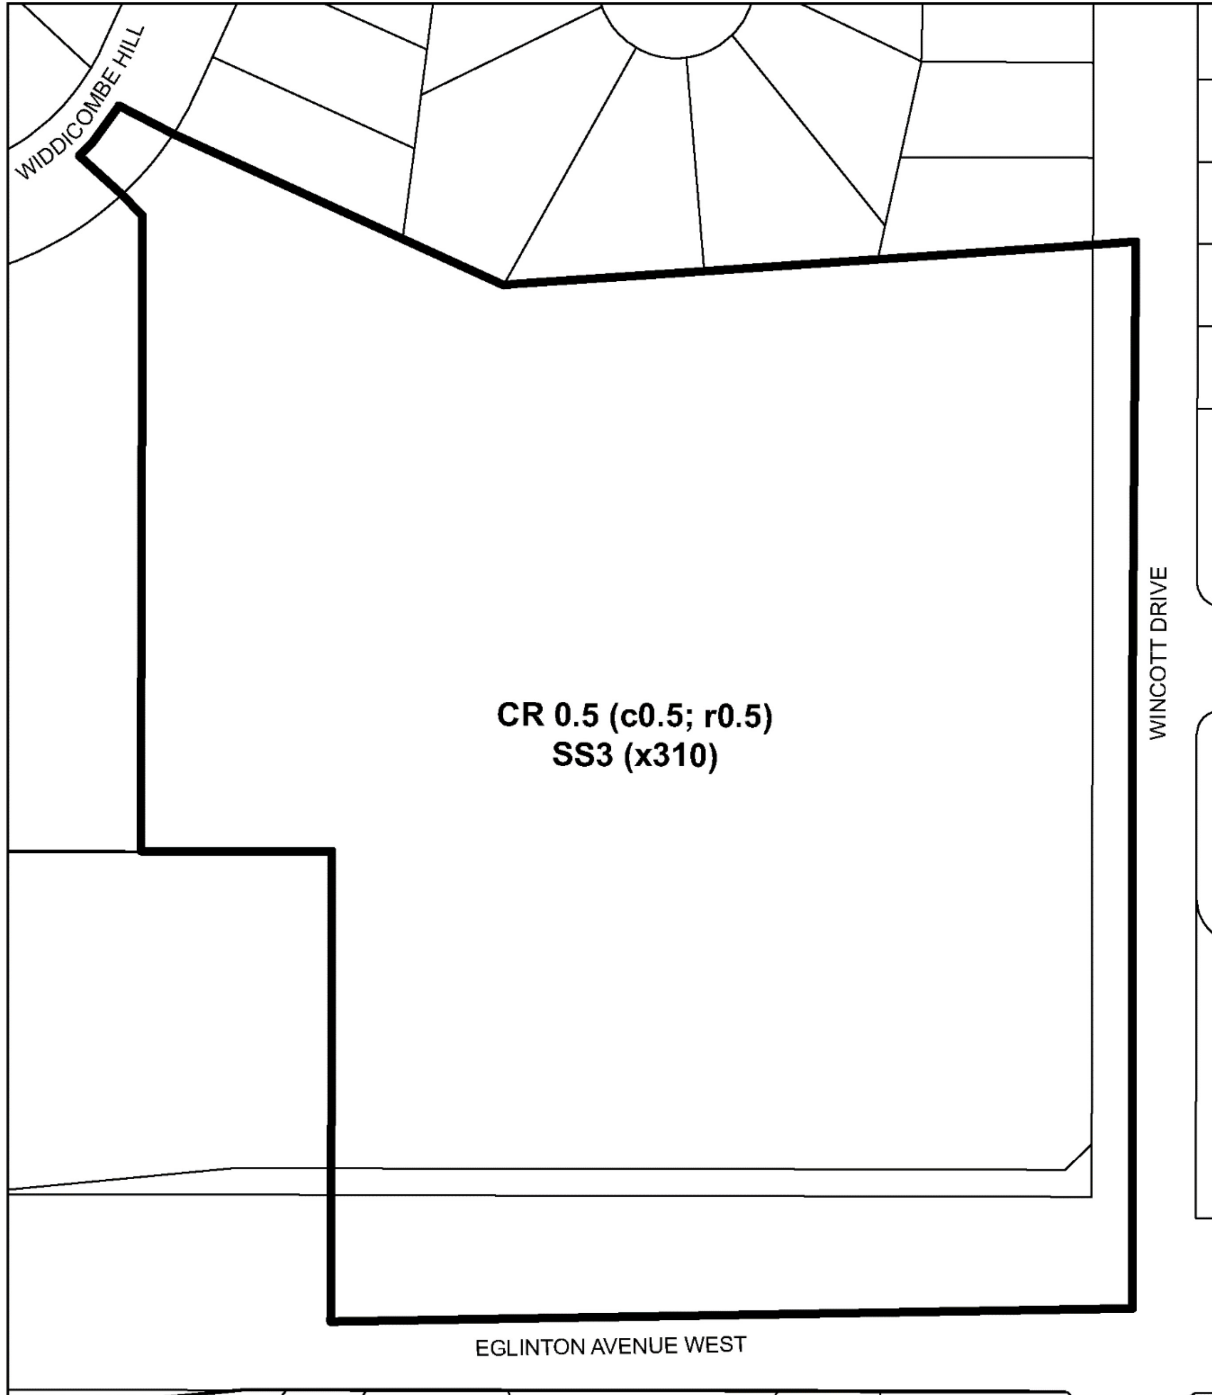 WIDDICOMBE HILL
WINCOTT DRIVE
CR 0.5 (c0.5; r0.5)
SS3 (x310)
EGLINTON AVENUE WEST